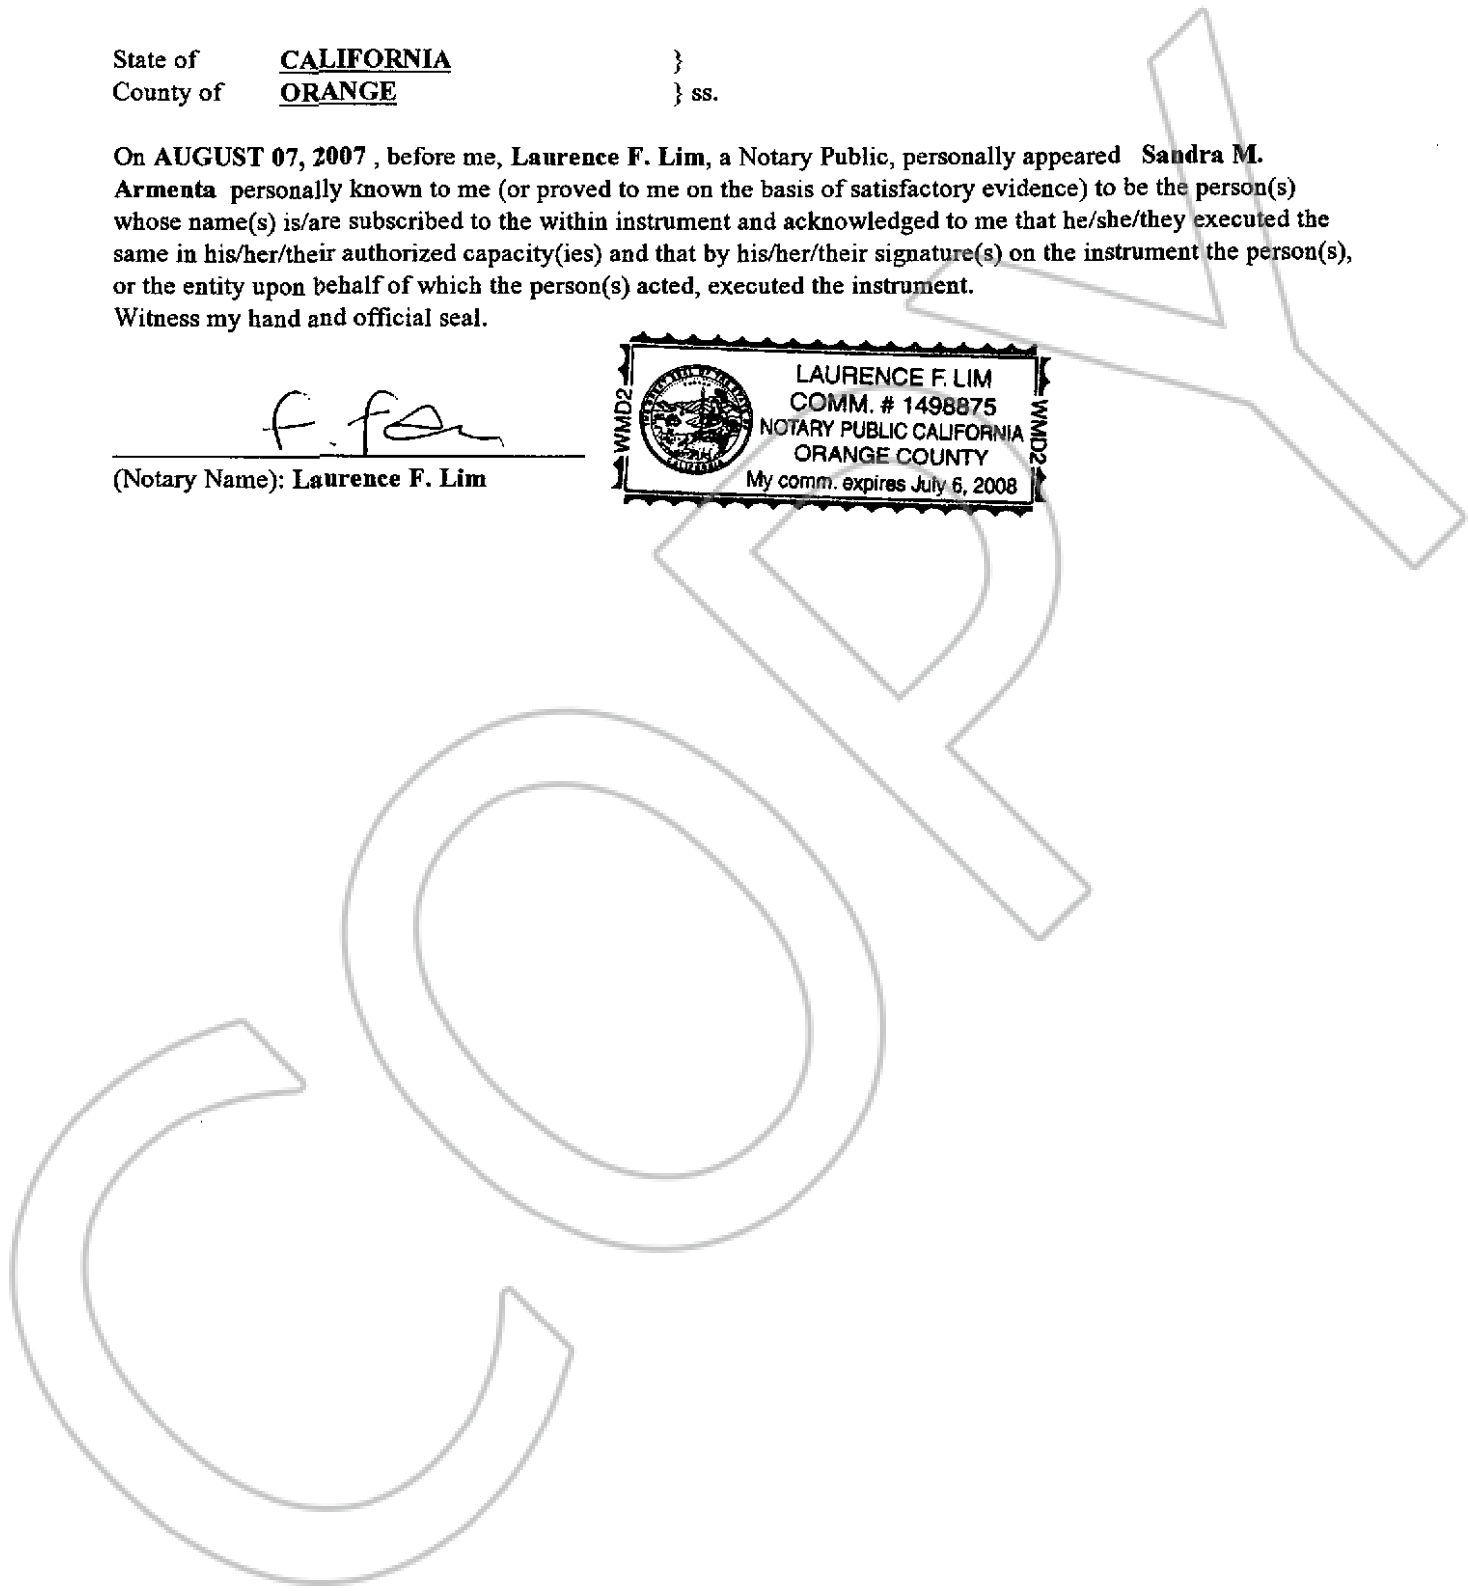 State of CALIFORNIA }
County of ORANGE } ss.
On AUGUST 07, 2007 , before me, Laurence F. Lim, a Notary Public, personally appeared Sandra M.
Armenta personally known to me (or proved to me on the basis of satisfactory evidence) to be the person(s)
whose name(s) is/are subscribed to the within instrument and acknowledged to me that he/she/they executed the
same in his/her/their authorized capacity(ies) and that by his/her/their signature(s) on the instrument the person(s),
or the entity upon behalf of which the person(s) acted, executed the instrument.
Witness my hand and official seal.
(Notary Name): Laurence F. Lim
WMD2
LAURENCE F. LIM
COMM. # 1498875
NOTARY PUBLIC CALIFORNIA
ORANGE COUNTY
My comm. expires July 6, 2008
WMD2
COPY